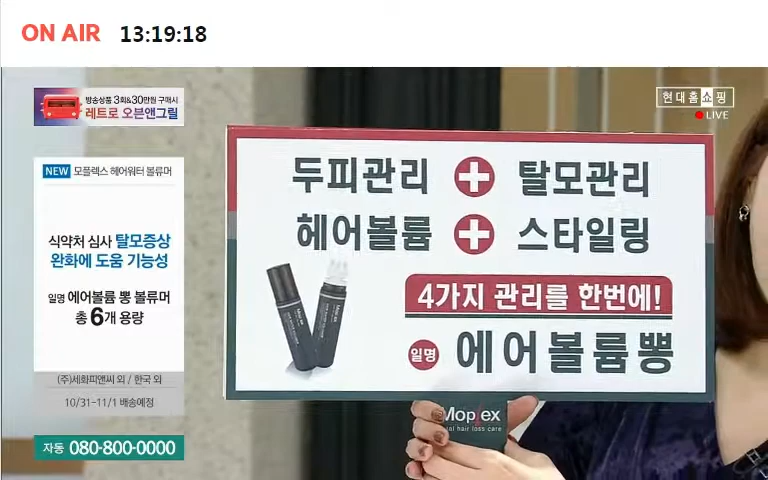 ON AIR 13:19:18
방송상품 3회&30만원 구매시
레트로 오븐앤그릴
현대홈쇼핑
LIVE
NEW 모플렉스 헤어워터 볼류머
식약처 심사 탈모증상
완화에 도움 기능성
일명 에어볼륨 뽕 볼류머
총 6개 용량
(주)세화피앤씨 외 / 한국 외
10/31~11/1 배송예정
자동 080-800-0000
두피관리 + 탈모관리
헤어볼륨 + 스타일링
4가지 관리를 한번에!
일명 에어볼륨뽕
Moplex
al hair loss care